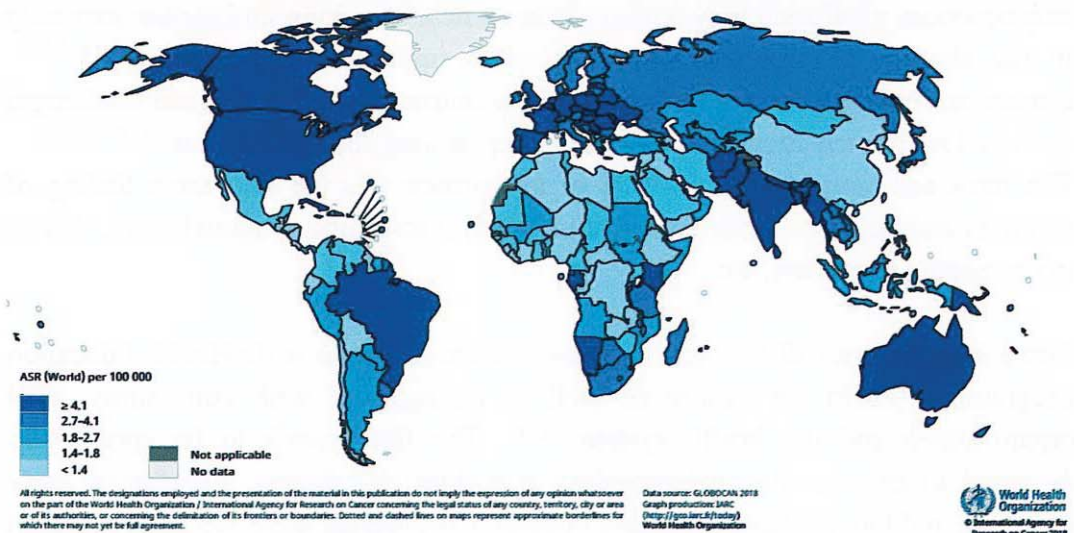 ASR (World) per 100 000
≥ 4.1
2.7–4.1
1.8–2.7
1.4–1.8
< 1.4
Not applicable
No data
All rights reserved. The designations employed and the presentation of the material in this publication do not imply the expression of any opinion whatsoever
on the part of the World Health Organization / International Agency for Research on Cancer concerning the legal status of any country, territory, city or area
or of its authorities, or concerning the delimitation of its frontiers or boundaries. Dotted and dashed lines on maps represent approximate borderlines for
which there may not yet be full agreement.
Data source: GLOBOCAN 2018
Graph production: IARC
(http://gco.iarc.fr/today)
World Health Organization
World Health
Organization
© International Agency for
Research on Cancer 2018